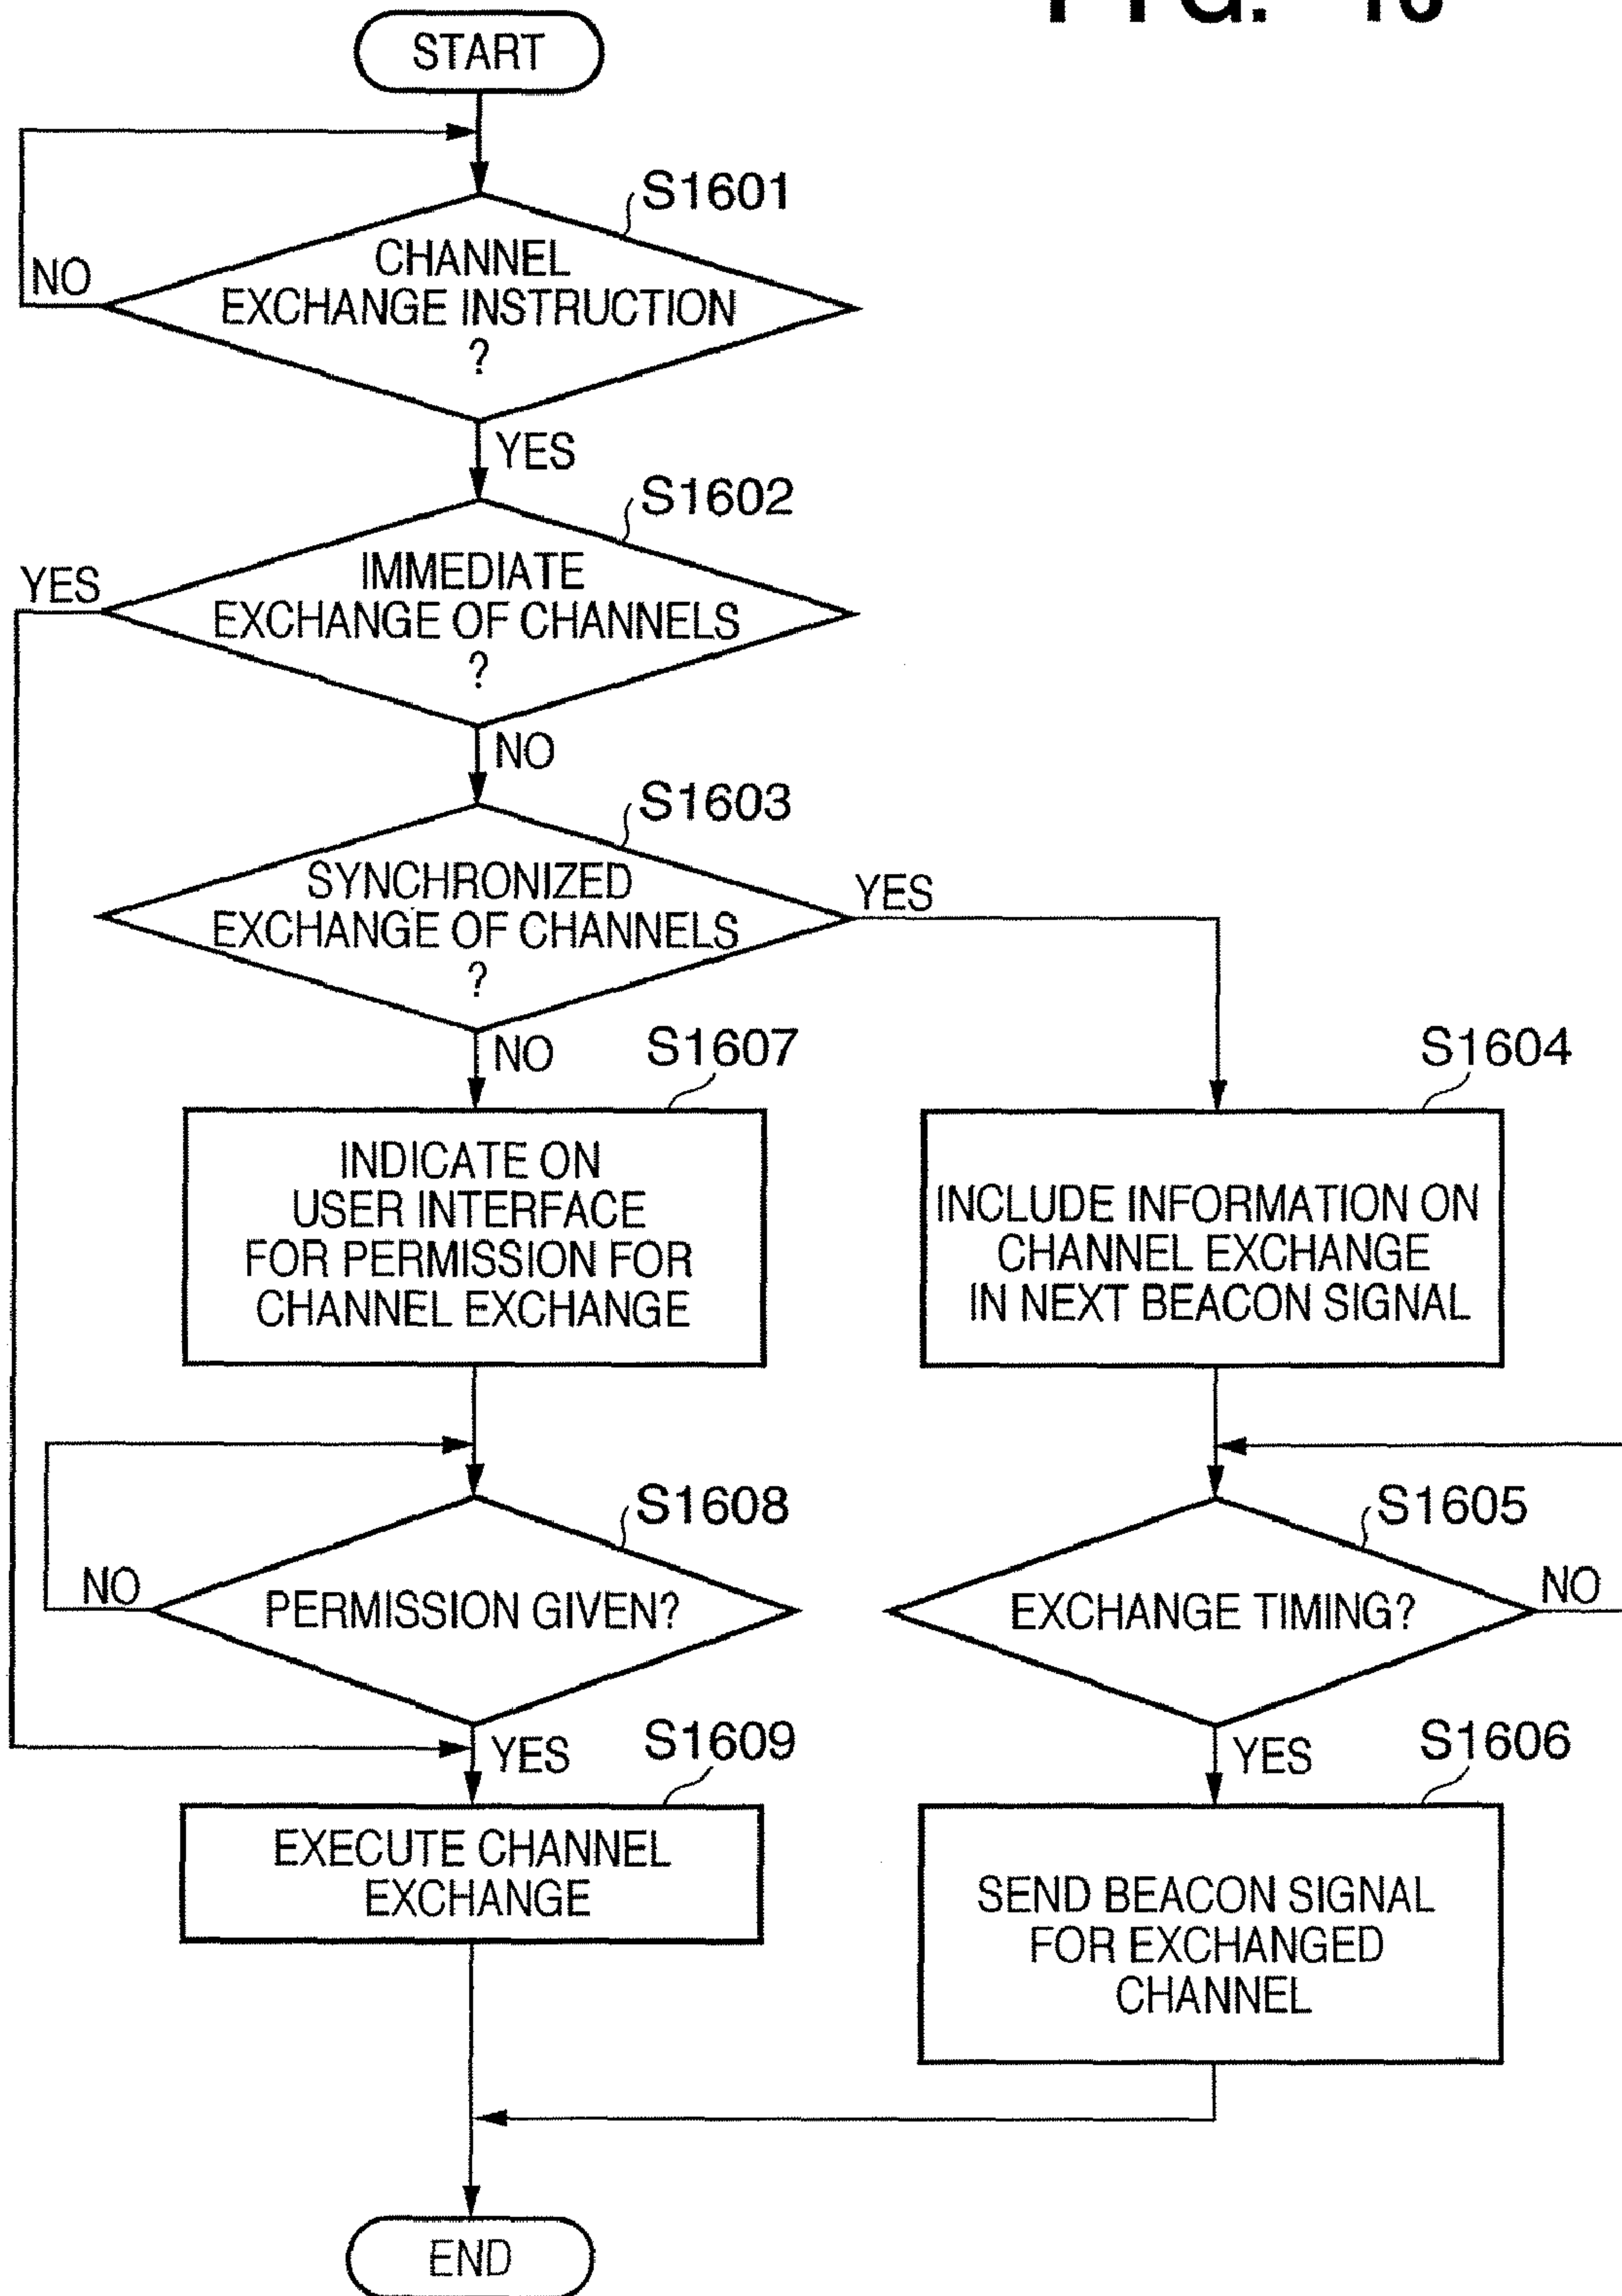 FIG. 16
START
S1601
CHANNEL
EXCHANGE INSTRUCTION
?
NO
YES
S1602
IMMEDIATE
EXCHANGE OF CHANNELS
?
YES
NO
S1603
SYNCHRONIZED
EXCHANGE OF CHANNELS
?
YES
NO
S1607
INDICATE ON
USER INTERFACE
FOR PERMISSION FOR
CHANNEL EXCHANGE
S1604
INCLUDE INFORMATION ON
CHANNEL EXCHANGE
IN NEXT BEACON SIGNAL
S1608
PERMISSION GIVEN?
NO
YES
S1605
EXCHANGE TIMING?
NO
YES
S1609
EXECUTE CHANNEL
EXCHANGE
S1606
SEND BEACON SIGNAL
FOR EXCHANGED
CHANNEL
END